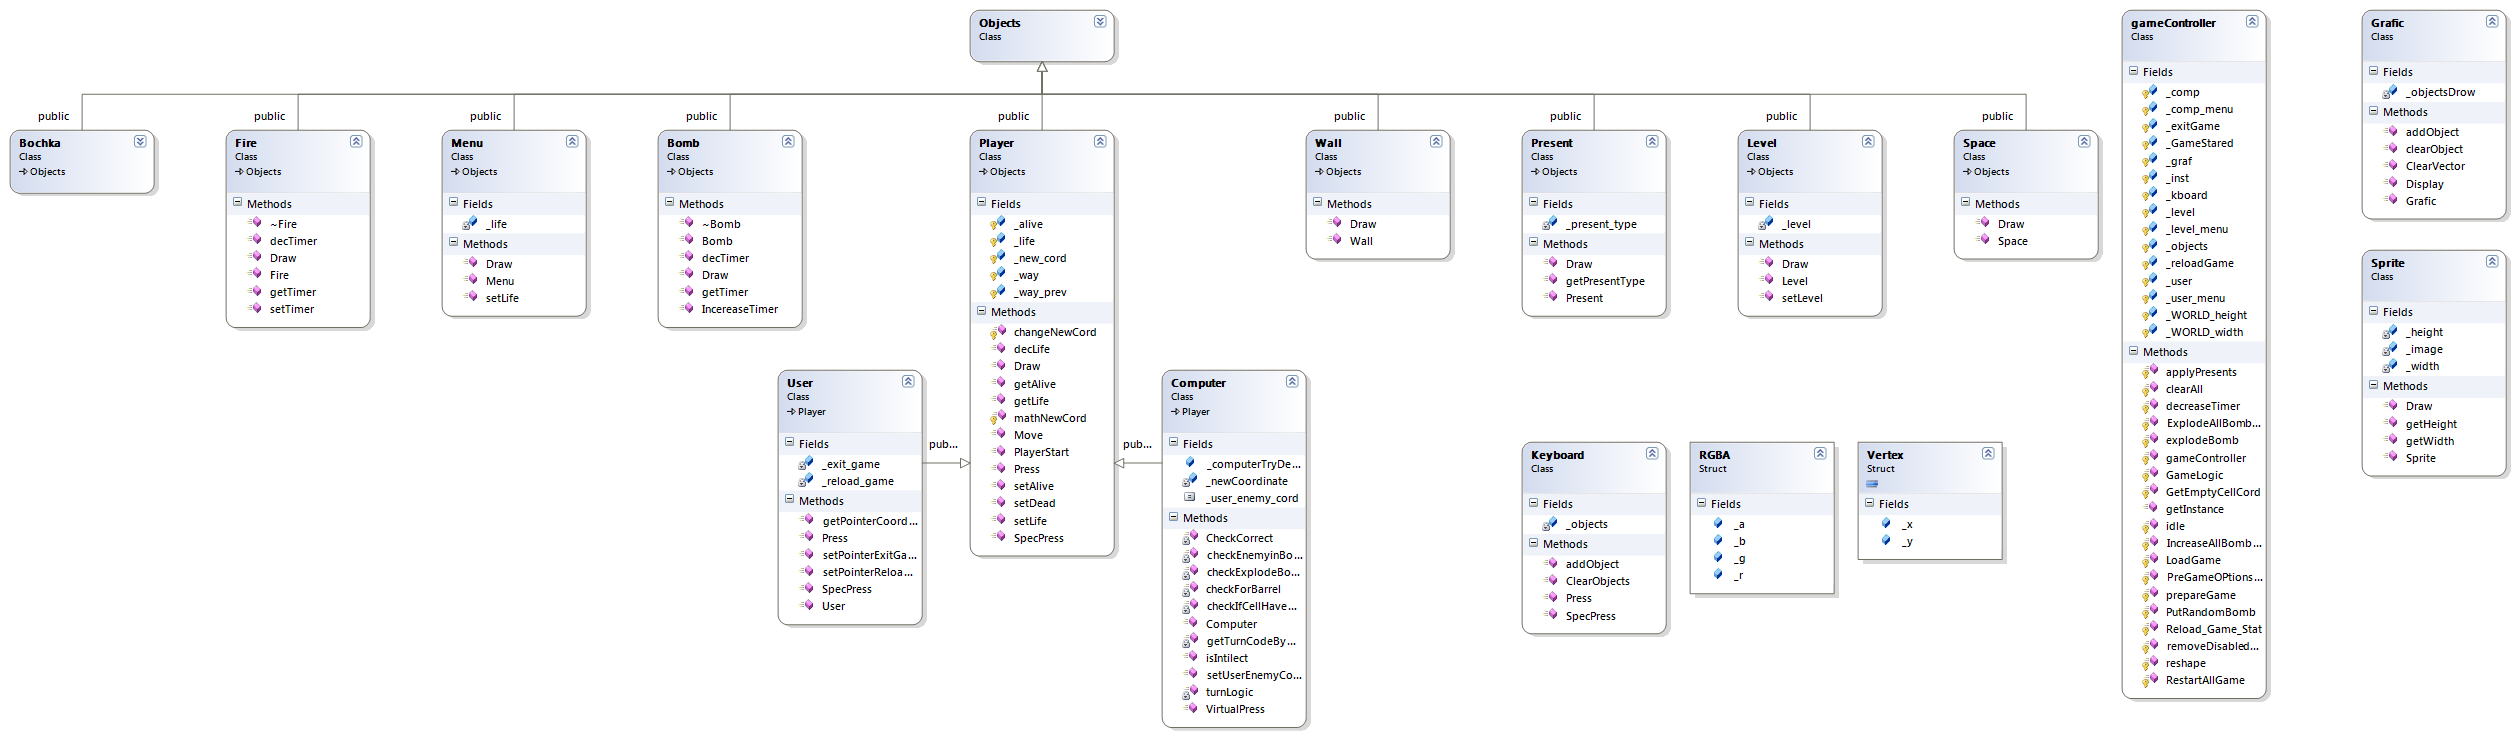 Objects
Class
public
public
public
public
public
public
public
public
public
Bochka
Class
Objects
Fire
Class
Objects
Methods
~Fire
decTimer
Draw
Fire
getTimer
setTimer
Menu
Class
Objects
Fields
_life
Methods
Draw
Menu
setLife
Bomb
Class
Objects
Methods
~Bomb
Bomb
decTimer
Draw
getTimer
IncereaseTimer
Player
Class
Objects
Fields
_alive
_life
_new_cord
_way
_way_prev
Methods
changeNewCord
decLife
Draw
getAlive
getLife
mathNewCord
Move
PlayerStart
Press
setAlive
setDead
setLife
SpecPress
Wall
Class
Objects
Methods
Draw
Wall
Present
Class
Objects
Fields
_present_type
Methods
Draw
getPresentType
Present
Level
Class
Objects
Fields
_level
Methods
Draw
Level
setLevel
Space
Class
Objects
Methods
Draw
Space
User
Class
Player
Fields
_exit_game
_reload_game
Methods
getPointerCoord...
Press
setPointerExitGa...
setPointerReloa...
SpecPress
User
pub...
pub...
Computer
Class
Player
Fields
_computerTryDe...
_newCoordinate
_user_enemy_cord
Methods
CheckCorrect
checkEnemyinBo...
checkExplodeBo...
checkForBarrel
checkIfCellHave...
Computer
getTurnCodeBy...
isIntilect
setUserEnemyCo...
turnLogic
VirtualPress
Keyboard
Class
Fields
_objects
Methods
addObject
ClearObjects
Press
SpecPress
RGBA
Struct
Fields
_a
_b
_g
_r
Vertex
Struct
Fields
_x
_y
gameController
Class
Fields
_comp
_comp_menu
_exitGame
_GameStared
_graf
_inst
_kboard
_level
_level_menu
_objects
_reloadGame
_user
_user_menu
_WORLD_height
_WORLD_width
Methods
applyPresents
clearAll
decreaseTimer
ExplodeAllBomb...
explodeBomb
gameController
GameLogic
GetEmptyCellCord
getInstance
idle
IncreaseAllBomb...
LoadGame
PreGameOPtions...
prepareGame
PutRandomBomb
Reload_Game_Stat
removeDisabled...
reshape
RestartAllGame
Grafic
Class
Fields
_objectsDrow
Methods
addObject
clearObject
ClearVector
Display
Grafic
Sprite
Class
Fields
_height
_image
_width
Methods
Draw
getHeight
getWidth
Sprite